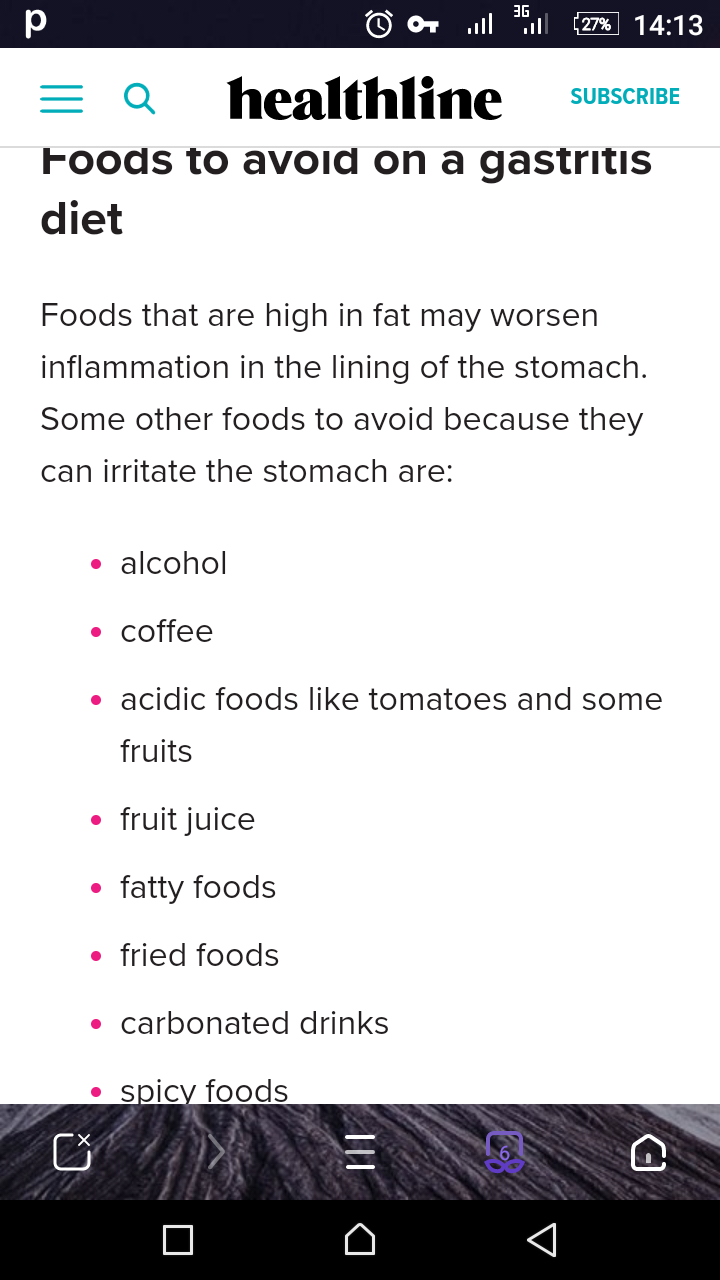 p
3G
27%
14:13
healthline
SUBSCRIBE
Foods to avoid on a gastritis
diet
Foods that are high in fat may worsen
inflammation in the lining of the stomach.
Some other foods to avoid because they
can irritate the stomach are:
alcohol
coffee
acidic foods like tomatoes and some
fruits
fruit juice
fatty foods
fried foods
carbonated drinks
spicy foods
6